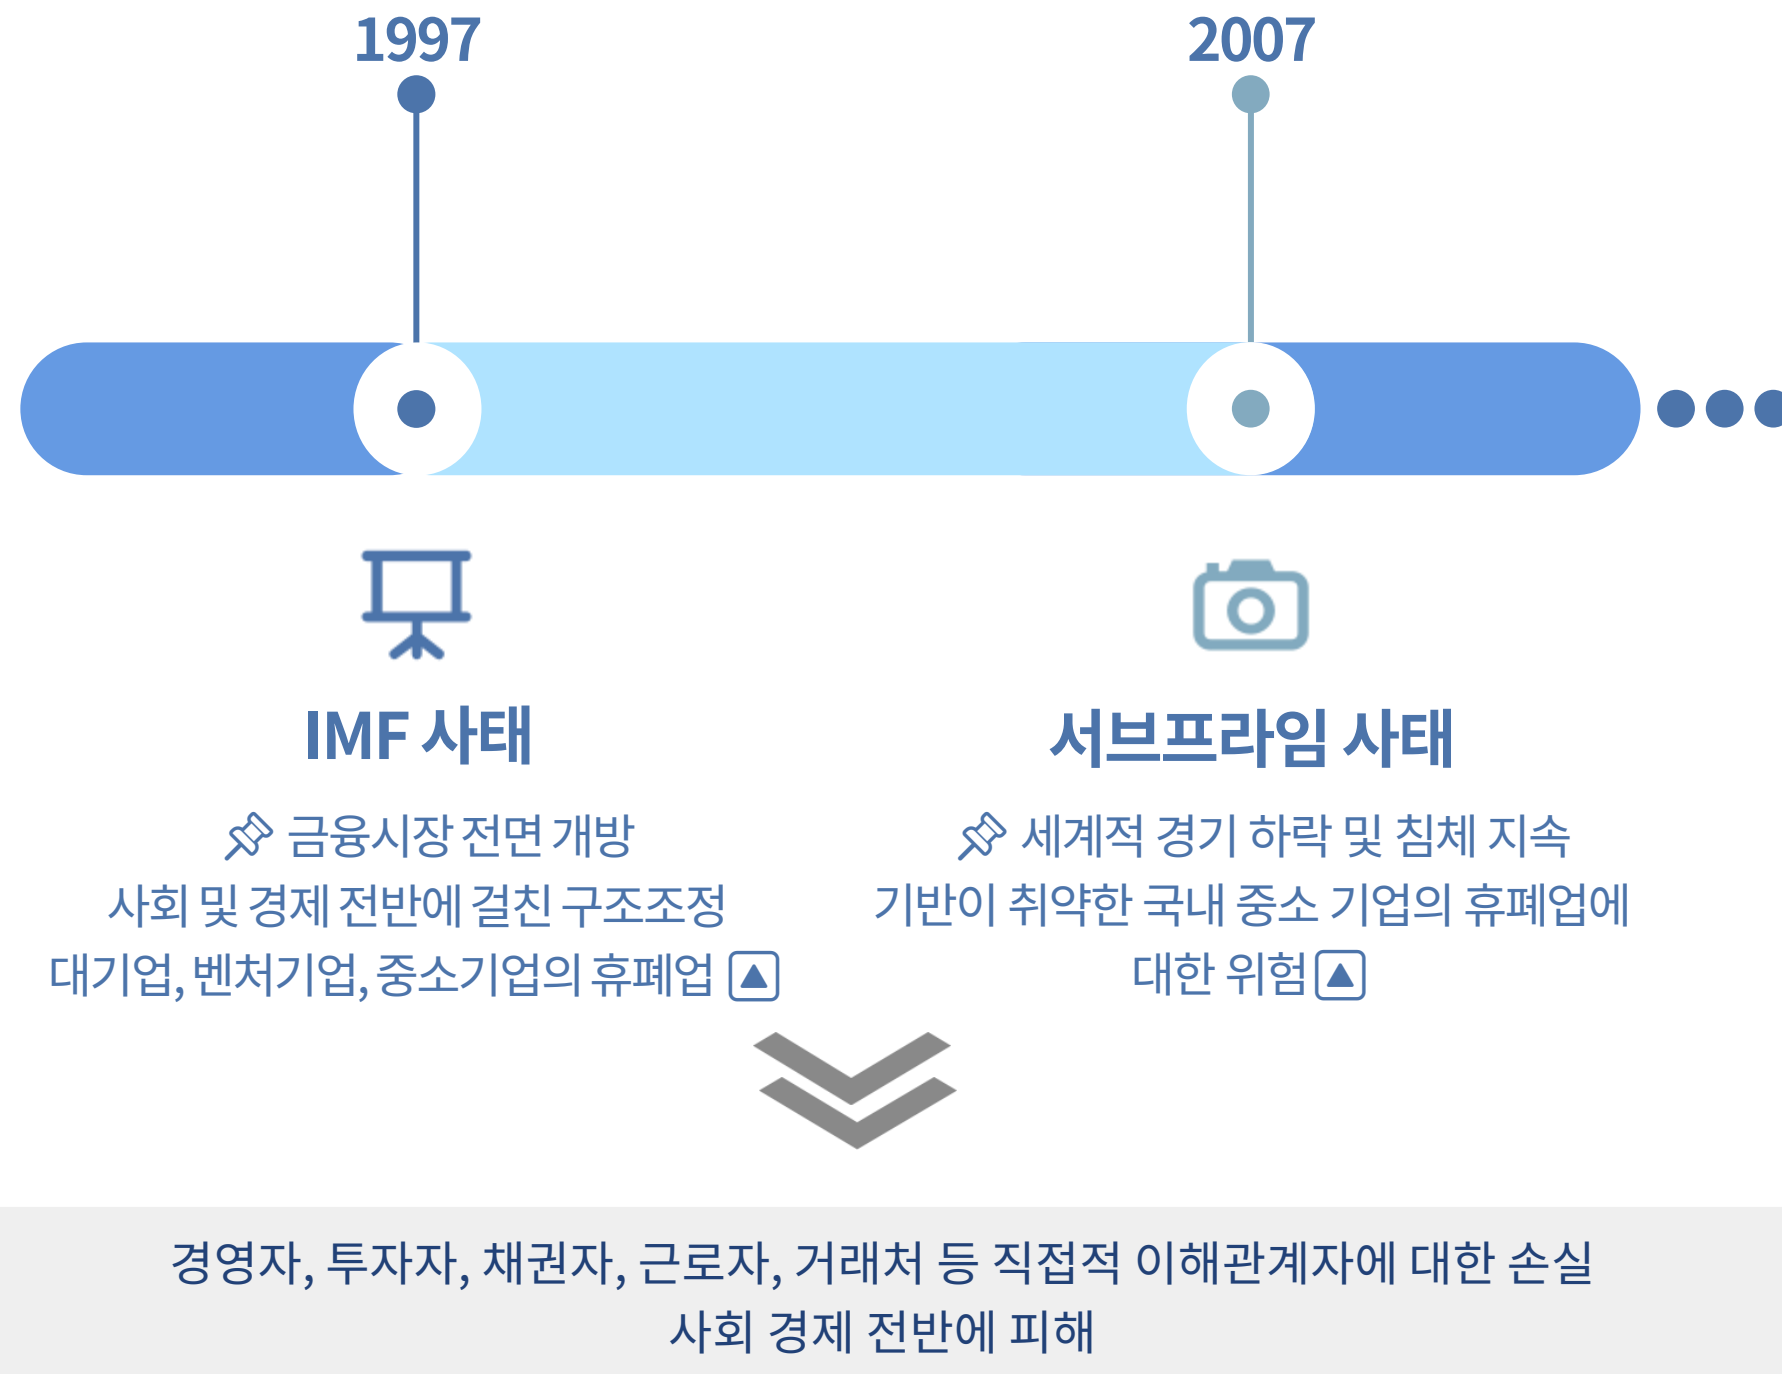 1997
2007
IMF 사태
금융시장 전면 개방
사회 및 경제 전반에 걸친 구조조정
대기업, 벤처기업, 중소기업의 휴폐업
서브프라임 사태
세계적 경기 하락 및 침체 지속
기반이 취약한 국내 중소 기업의 휴폐업에
대한 위험
경영자, 투자자, 채권자, 근로자, 거래처 등 직접적 이해관계자에 대한 손실
사회 경제 전반에 피해